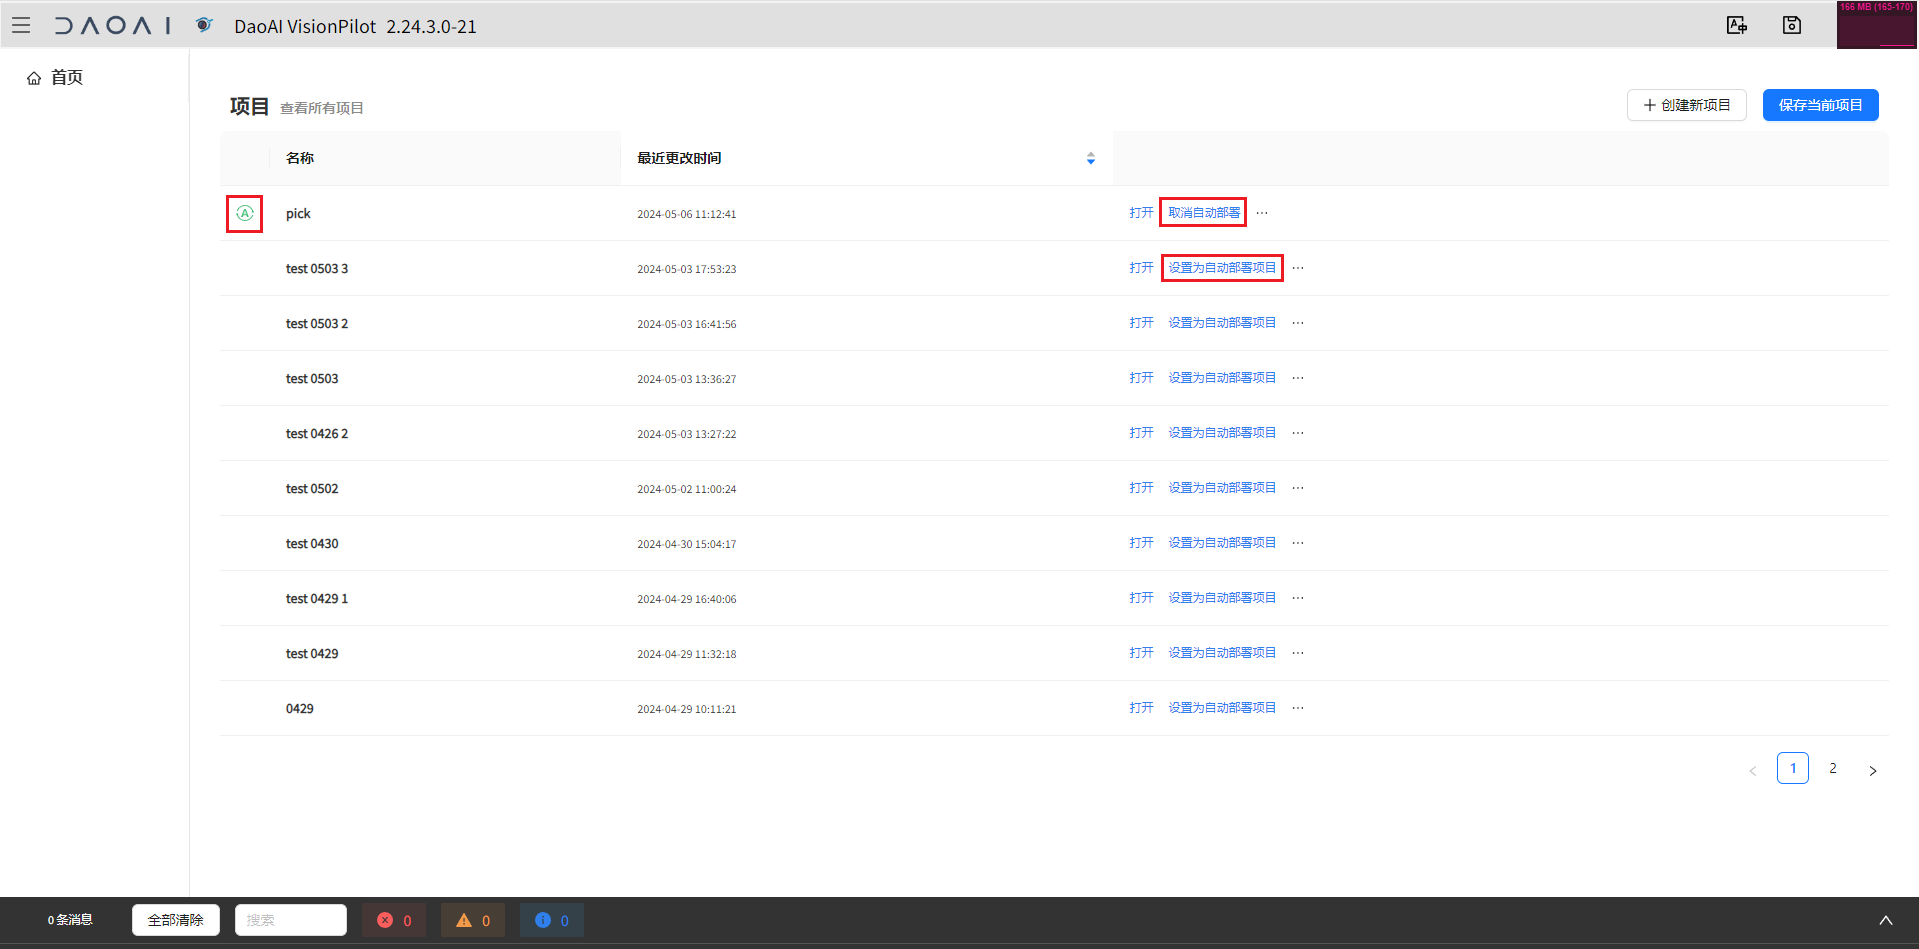 DAOAI DaoAI VisionPilot 2.24.3.0-21
166 MB (165-170)
首页
项目 查看所有项目
创建新项目 保存当前项目
名称 最近更改时间
A pick 2024-05-06 11:12:41 打开 取消自动部署 ···
test 0503 3 2024-05-03 17:53:23 打开 设置为自动部署项目 ···
test 0503 2 2024-05-03 16:41:56 打开 设置为自动部署项目 ···
test 0503 2024-05-03 13:36:27 打开 设置为自动部署项目 ···
test 0426 2 2024-05-03 13:27:22 打开 设置为自动部署项目 ···
test 0502 2024-05-02 11:00:24 打开 设置为自动部署项目 ···
test 0430 2024-04-30 15:04:17 打开 设置为自动部署项目 ···
test 0429 1 2024-04-29 16:40:06 打开 设置为自动部署项目 ···
test 0429 2024-04-29 11:32:18 打开 设置为自动部署项目 ···
0429 2024-04-29 10:11:21 打开 设置为自动部署项目 ···
< 1 2 >
0 条消息 全部清除 搜索 0 0 0